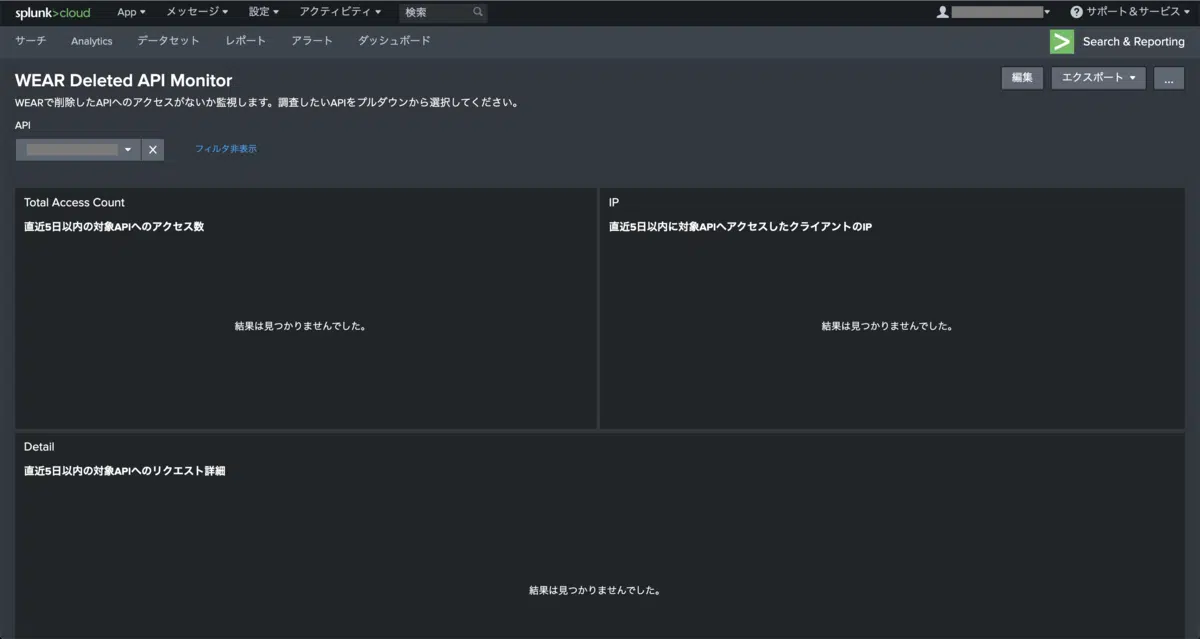 splunk>cloud App メッセージ 設定 アクティビティ 検索 サポート＆サービス
サーチ Analytics データセット レポート アラート ダッシュボード Search & Reporting
WEAR Deleted API Monitor 編集 エクスポート ...
WEARで削除したAPIへのアクセスがないか監視します。調査したいAPIをプルダウンから選択してください。
API
フィルタ非表示
Total Access Count
直近5日以内の対象APIへのアクセス数
結果は見つかりませんでした。
IP
直近5日以内に対象APIへアクセスしたクライアントのIP
結果は見つかりませんでした。
Detail
直近5日以内の対象APIへのリクエスト詳細
結果は見つかりませんでした。